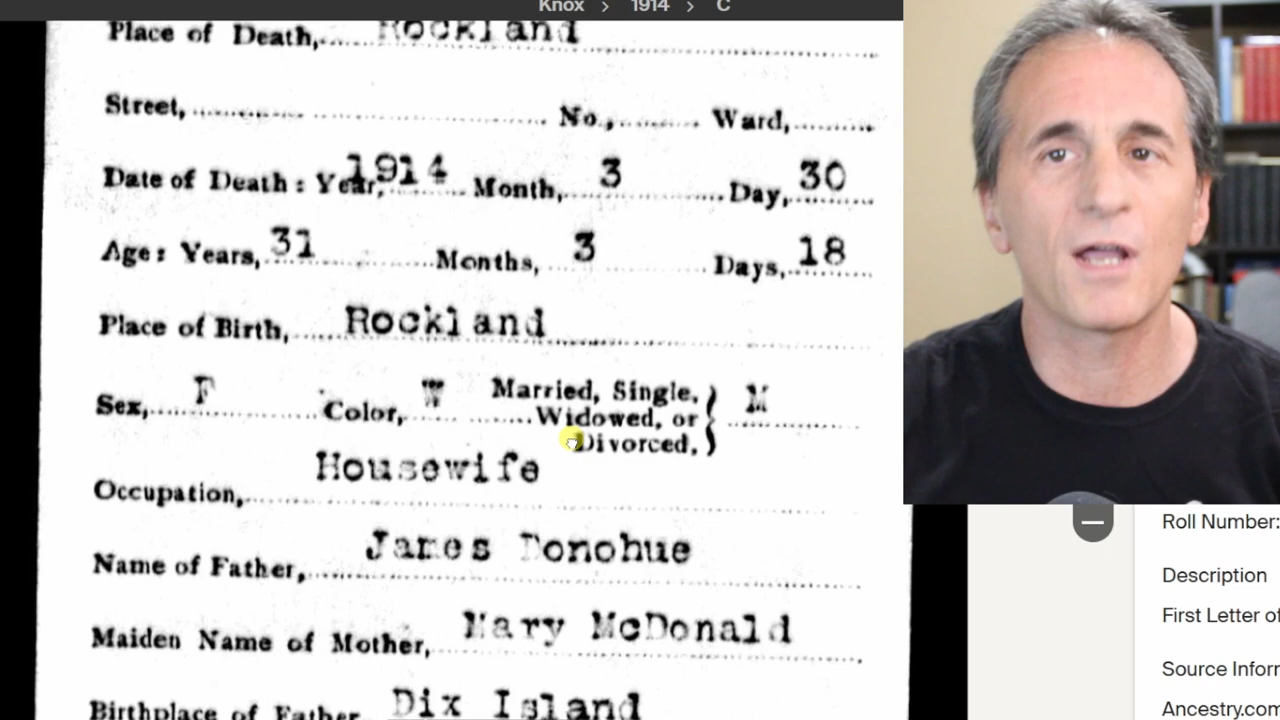 Knox > 1914 > C
Place of Death, Rockland
Street, No., Ward,
Date of Death: Year, 1914 Month, 3 Day, 30
Age: Years, 31 Months, 3 Days, 18
Place of Birth, Rockland
Sex, F Color, W Married, Single, Widowed, or Divorced, } M
Occupation, Housewife
Name of Father, James Donohue
Maiden Name of Mother, Mary McDonald
Birthplace of Father, Dix Island
Roll Number:
Description
First Letter of
Source Inform
Ancestry.com